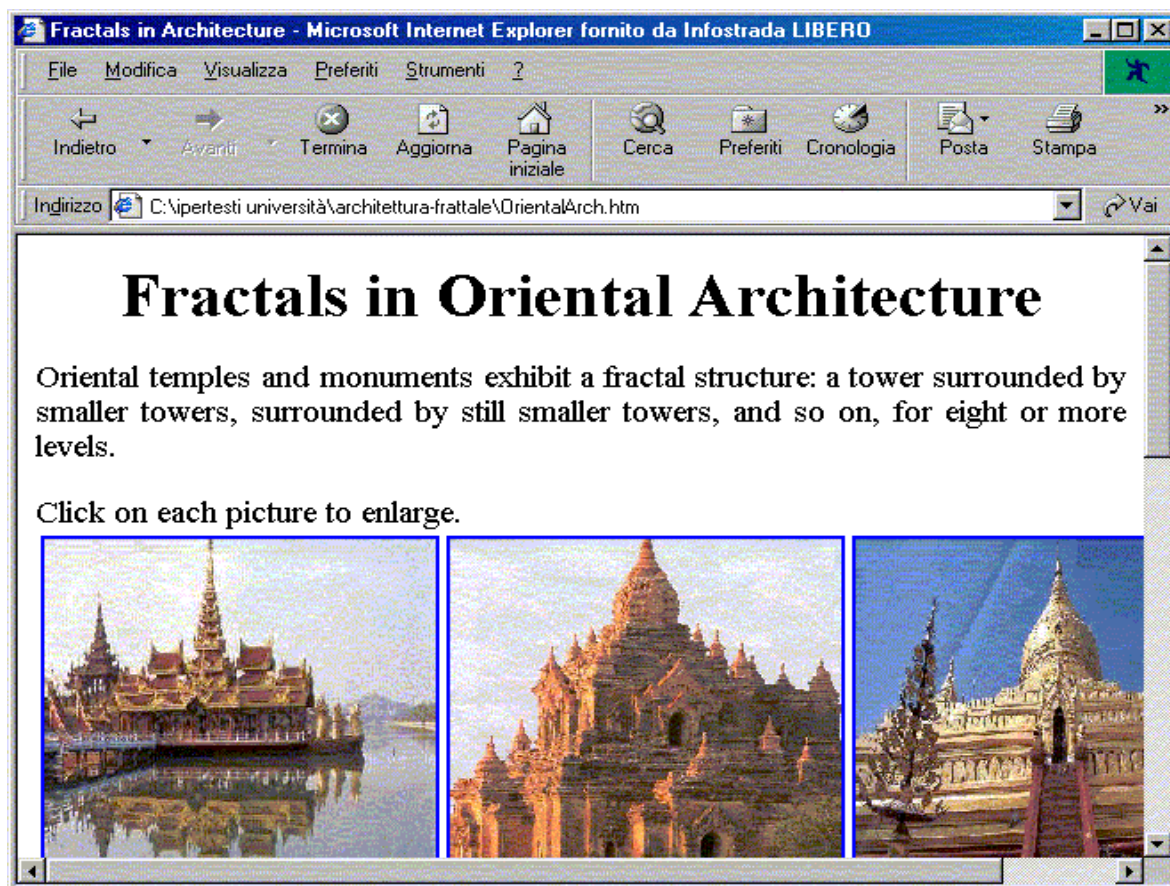 Fractals in Architecture - Microsoft Internet Explorer fornito da Infostrada LIBERO
File Modifica Visualizza Preferiti Strumenti ?
Indietro Avanti Termina Aggiorna Pagina iniziale Cerca Preferiti Cronologia Posta Stampa »
Indirizzo C:\ipertesti università\architettura-frattale\OrientalArch.htm Vai
Fractals in Oriental Architecture
Oriental temples and monuments exhibit a fractal structure: a tower surrounded by
smaller towers, surrounded by still smaller towers, and so on, for eight or more
levels.
Click on each picture to enlarge.